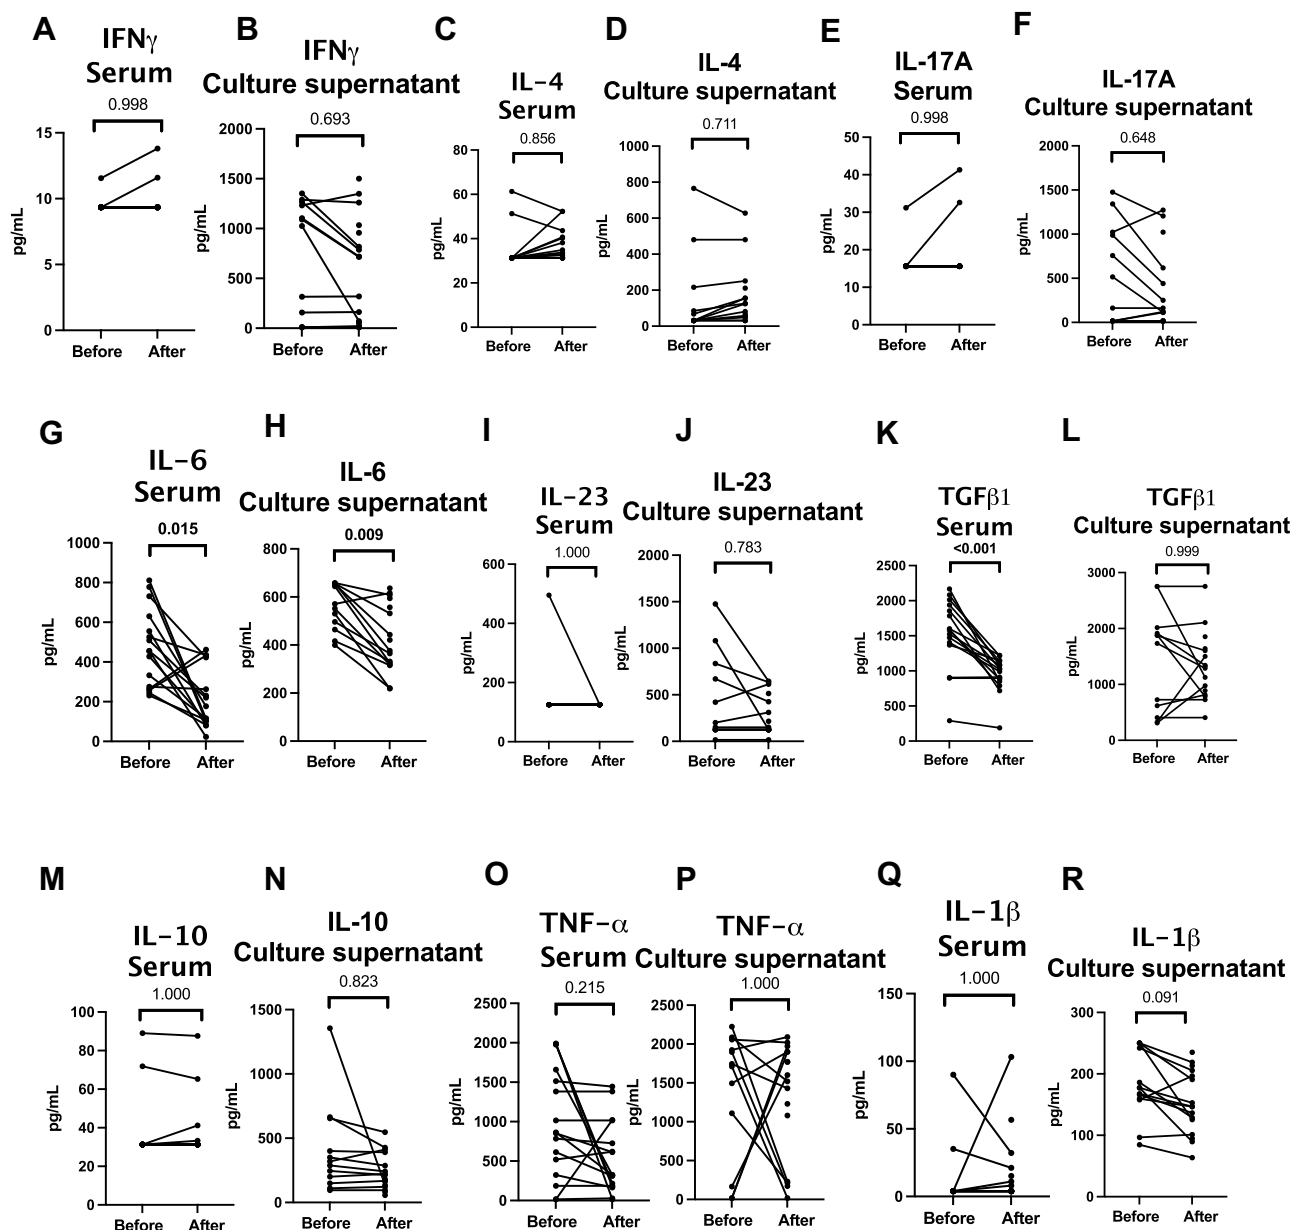 A
IFNγ
Serum
0.998
15
10
5
0
pg/mL
Before After
B
IFNγ
Culture supernatant
0.693
2000
1500
1000
500
0
pg/mL
Before After
C
IL-4
Serum
0.856
80
60
40
20
0
pg/mL
Before After
D
IL-4
Culture supernatant
0.711
1000
800
600
400
200
0
pg/mL
Before After
E
IL-17A
Serum
0.998
50
40
30
20
10
0
pg/mL
Before After
F
IL-17A
Culture supernatant
0.648
2000
1500
1000
500
0
pg/mL
Before After
G
IL-6
Serum
0.015
1000
800
600
400
200
0
pg/mL
Before After
H
IL-6
Culture supernatant
0.009
800
600
400
200
0
pg/mL
Before After
I
IL-23
Serum
1.000
600
400
200
0
pg/mL
Before After
J
IL-23
Culture supernatant
0.783
2000
1500
1000
500
0
pg/mL
Before After
K
TGFβ1
Serum
<0.001
2500
2000
1500
1000
500
0
pg/mL
Before After
L
TGFβ1
Culture supernatant
0.999
3000
2000
1000
0
pg/mL
Before After
M
IL-10
Serum
1.000
100
80
60
40
20
0
pg/mL
Before After
N
IL-10
Culture supernatant
0.823
1500
1000
500
0
pg/mL
Before After
O
TNF-α
Serum
0.215
2500
2000
1500
1000
500
0
pg/mL
Before After
P
TNF-α
Culture supernatant
1.000
2500
2000
1500
1000
500
0
pg/mL
Before After
Q
IL-1β
Serum
1.000
150
100
50
0
pg/mL
Before After
R
IL-1β
Culture supernatant
0.091
300
200
100
0
pg/mL
Before After